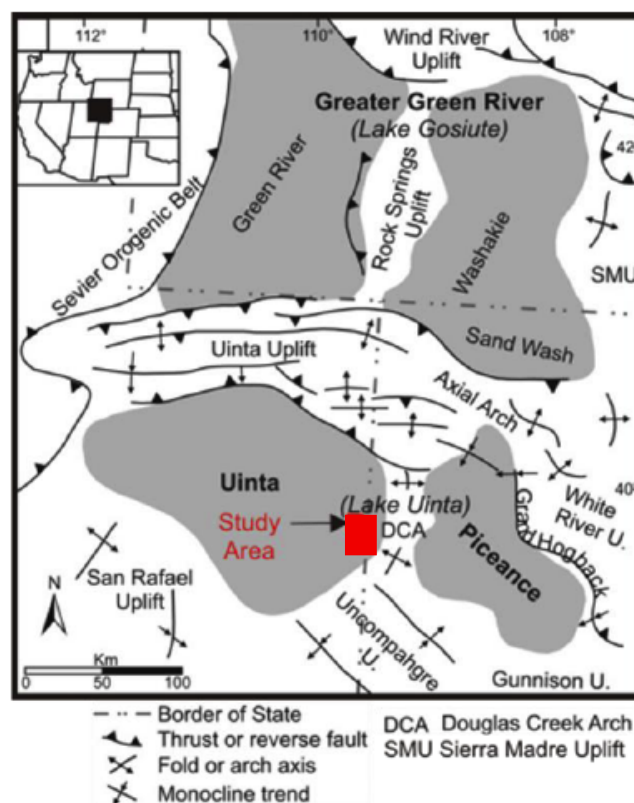 112°
110°
108°
Wind River
Uplift
Greater Green River
(Lake Gosiute)
42°
Green River
Rock Springs
Uplift
Washakie
Sevier Orogenic Belt
SMU
Sand Wash
Uinta Uplift
Axial Arch
40°
Uinta
(Lake Uinta)
White
River U.
Study
Area
DCA
Grand Hogback
Piceance
N
San Rafael
Uplift
Uncompahgre
U.
Km
0 50 100
Gunnison U.
Border of State
Thrust or reverse fault
Fold or arch axis
Monocline trend
DCA Douglas Creek Arch
SMU Sierra Madre Uplift